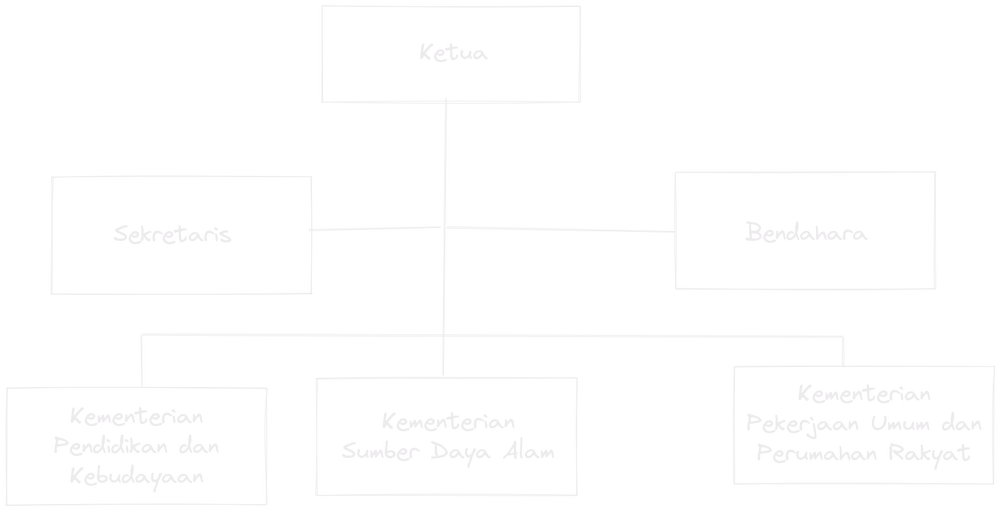 Ketua
Sekretaris
Bendahara
Kementerian
Pendidikan dan
Kebudayaan
Kementerian
Sumber Daya Alam
Kementerian
Pekerjaan Umum dan
Perumahan Rakyat